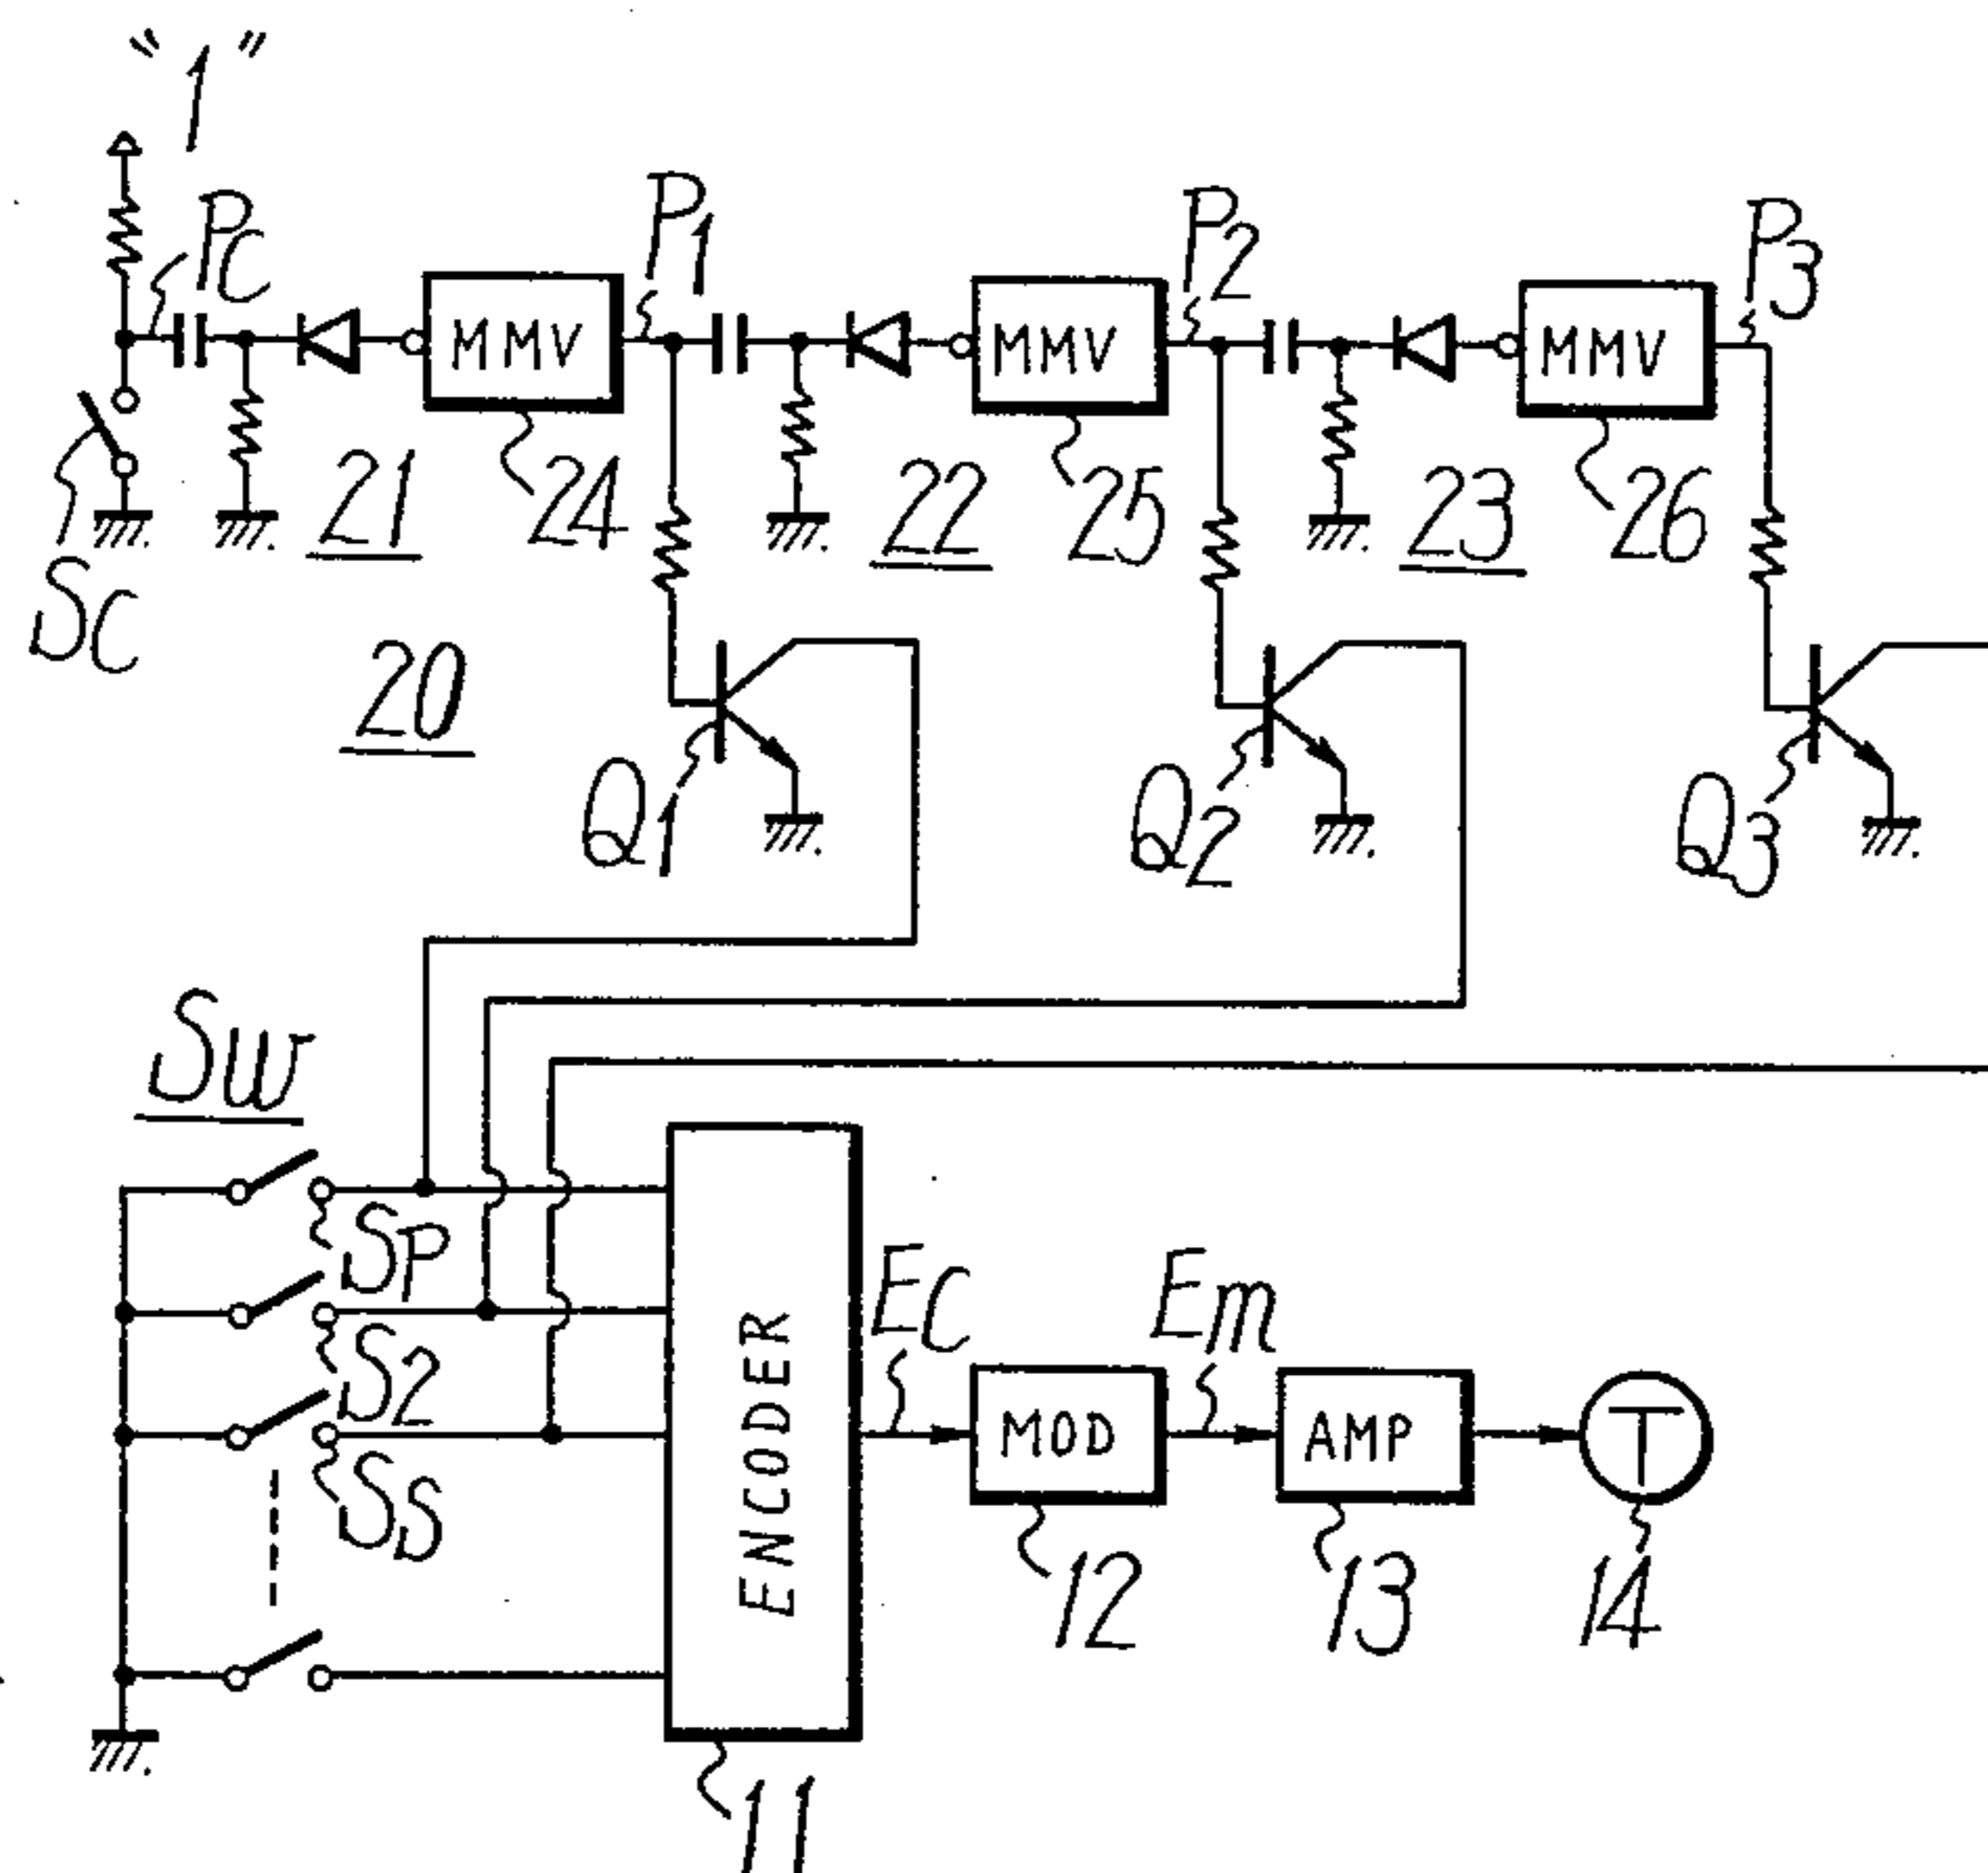 "1"
PC
P1
P2
P3
MMV
MMV
MMV
21
24
22
25
23
26
SC
20
Q1
Q2
Q3
SW
SP
S2
SS
ENCODER
EC
Em
MOD
AMP
T
12
13
14
11